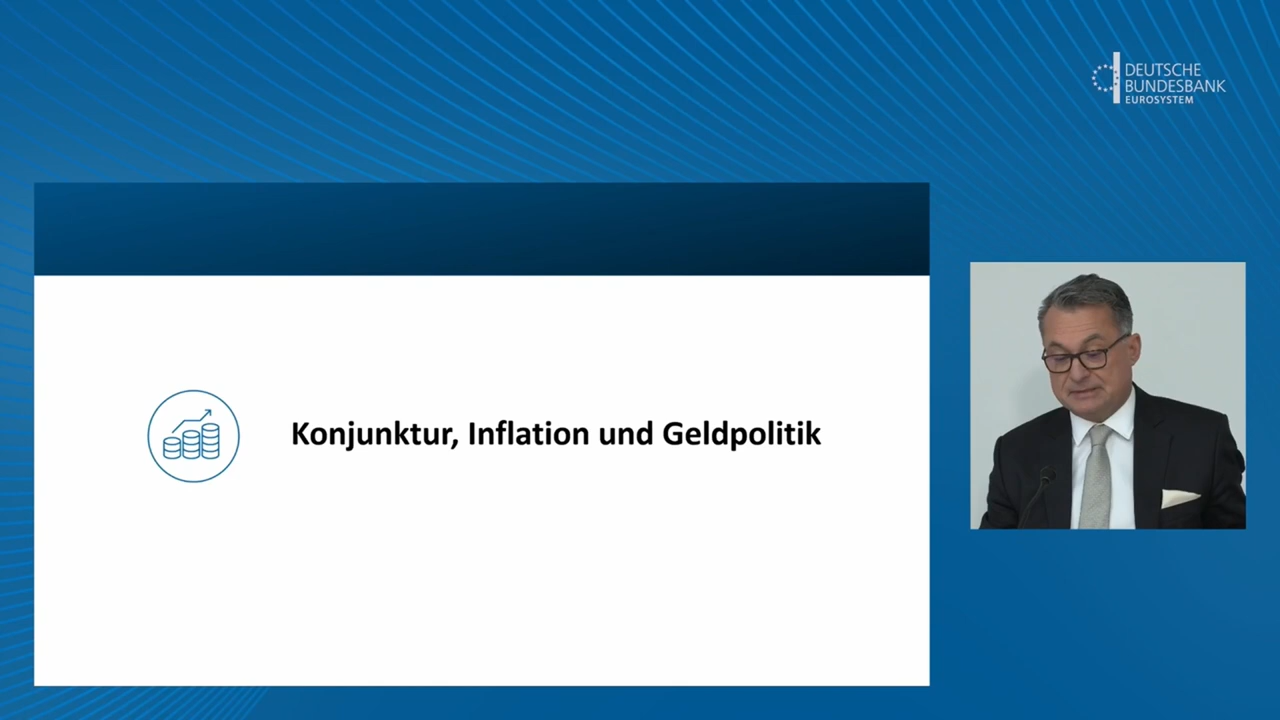 DEUTSCHE
BUNDESBANK
EUROSYSTEM
Konjunktur, Inflation und Geldpolitik